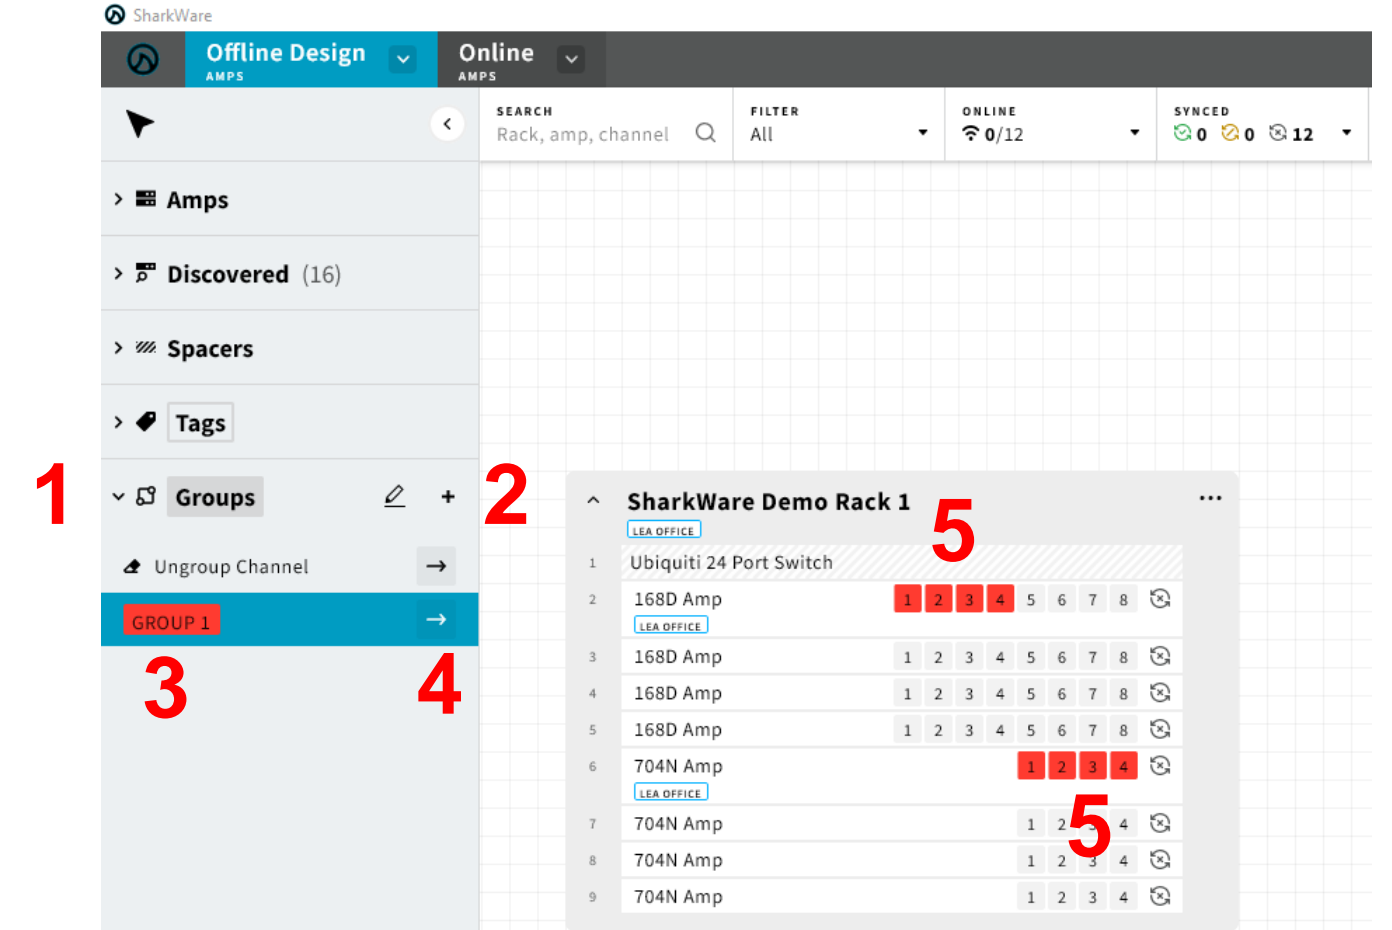 SharkWare
Offline Design
AMPS
Online
AMPS
SEARCH
Rack, amp, channel
FILTER
All
ONLINE
0/12
SYNCED
0 0 12
Amps
Discovered (16)
Spacers
Tags
1
Groups
+
2
Ungroup Channel
GROUP 1
3
4
SharkWare Demo Rack 1
5
LEA OFFICE
1 Ubiquiti 24 Port Switch
2 168D Amp 1 2 3 4 5 6 7 8
LEA OFFICE
3 168D Amp 1 2 3 4 5 6 7 8
4 168D Amp 1 2 3 4 5 6 7 8
5 168D Amp 1 2 3 4 5 6 7 8
6 704N Amp 1 2 3 4
LEA OFFICE
5
7 704N Amp 1 2 3 4
8 704N Amp 1 2 3 4
9 704N Amp 1 2 3 4